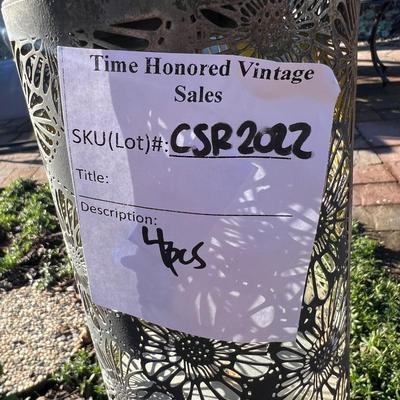 Time Honored Vintage
Sales
SKU(Lot)#: CSR2022
Title:
Description:
4pcs